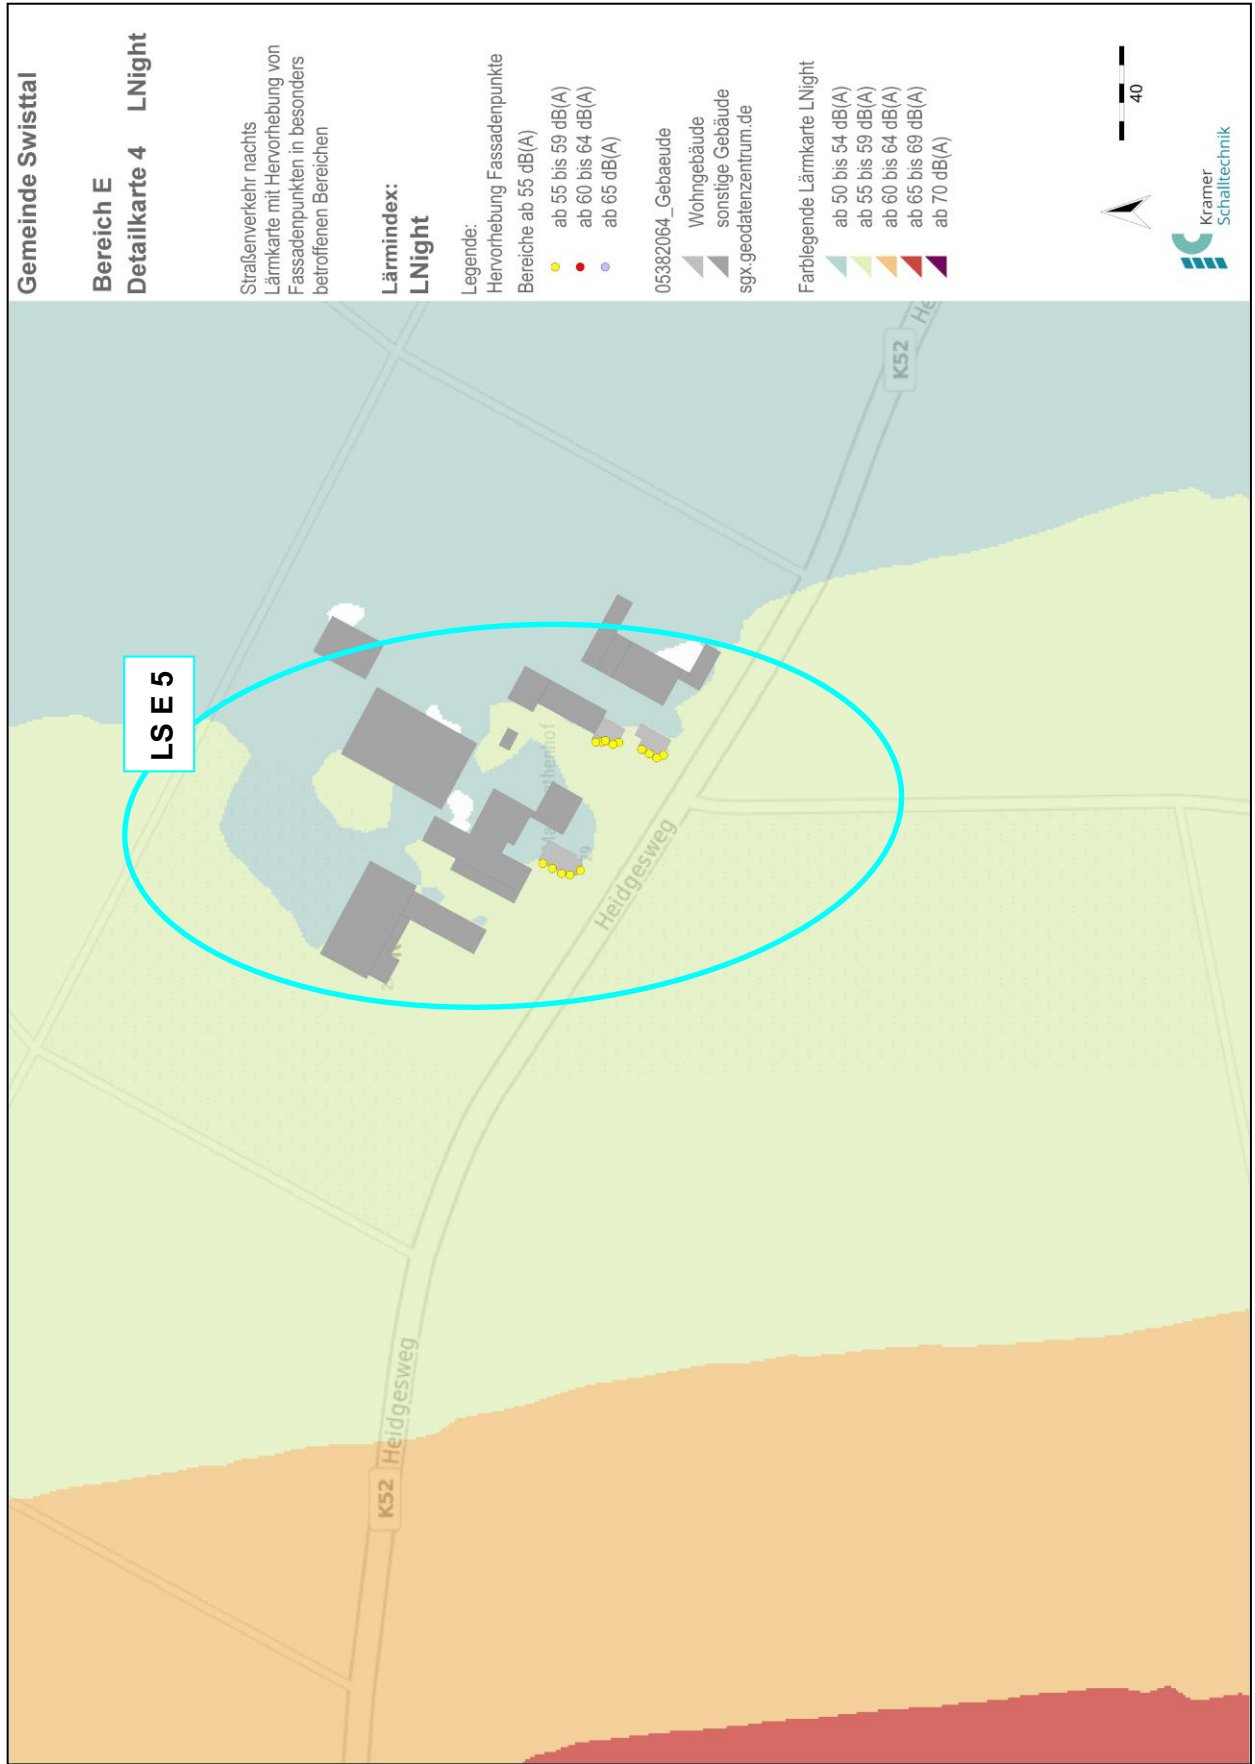 Gemeinde Swisttal
Bereich E
Detailkarte 4 LNight
Straßenverkehr nachts
Lärmkarte mit Hervorhebung von
Fassadenpunkten in besonders
betroffenen Bereichen
Lärmindex:
LNight
Legende:
Hervorhebung Fassadenpunkte
Bereiche ab 55 dB(A)
ab 55 bis 59 dB(A)
ab 60 bis 64 dB(A)
ab 65 dB(A)
05382064_Gebaeude
Wohngebäude
sonstige Gebäude
sgx.geodatenzentrum.de
Farblegende Lärmkarte LNight
ab 50 bis 54 dB(A)
ab 55 bis 59 dB(A)
ab 60 bis 64 dB(A)
ab 65 bis 69 dB(A)
ab 70 dB(A)
40
Kramer
Schalltechnik
LS E 5
K52
He
Heidgesweg
Heidgesweg
K52